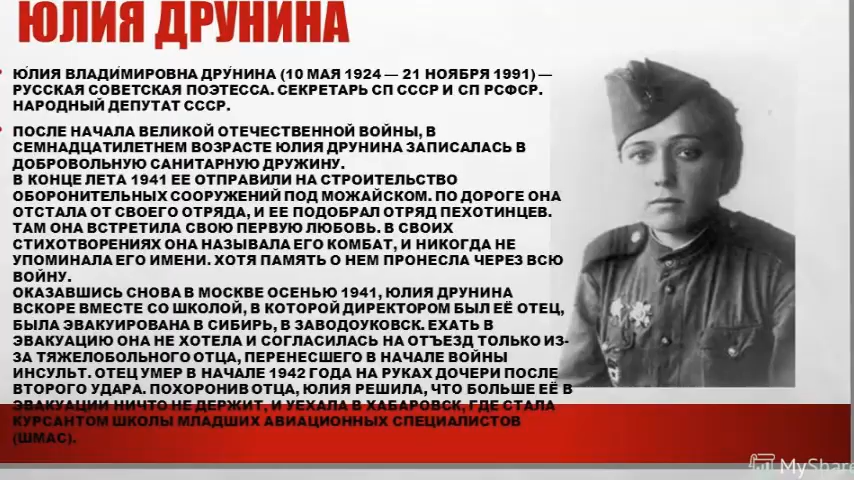 ЮЛИЯ ДРУНИНА
Ю́ЛИЯ ВЛАДИ́МИРОВНА ДРУ́НИНА (10 МАЯ 1924 — 21 НОЯБРЯ 1991) —
РУССКАЯ СОВЕТСКАЯ ПОЭТЕССА. СЕКРЕТАРЬ СП СССР И СП РСФСР.
НАРОДНЫЙ ДЕПУТАТ СССР.
ПОСЛЕ НАЧАЛА ВЕЛИКОЙ ОТЕЧЕСТВЕННОЙ ВОЙНЫ, В
СЕМНАДЦАТИЛЕТНЕМ ВОЗРАСТЕ ЮЛИЯ ДРУНИНА ЗАПИСАЛАСЬ В
ДОБРОВОЛЬНУЮ САНИТАРНУЮ ДРУЖИНУ.
В КОНЦЕ ЛЕТА 1941 ЕЕ ОТПРАВИЛИ НА СТРОИТЕЛЬСТВО
ОБОРОНИТЕЛЬНЫХ СООРУЖЕНИЙ ПОД МОЖАЙСКОМ. ПО ДОРОГЕ ОНА
ОТСТАЛА ОТ СВОЕГО ОТРЯДА, И ЕЕ ПОДОБРАЛ ОТРЯД ПЕХОТИНЦЕВ.
ТАМ ОНА ВСТРЕТИЛА СВОЮ ПЕРВУЮ ЛЮБОВЬ. В СВОИХ
СТИХОТВОРЕНИЯХ ОНА НАЗЫВАЛА ЕГО КОМБАТ, И НИКОГДА НЕ
УПОМИНАЛА ЕГО ИМЕНИ. ХОТЯ ПАМЯТЬ О НЕМ ПРОНЕСЛА ЧЕРЕЗ ВСЮ
ВОЙНУ.
ОКАЗАВШИСЬ СНОВА В МОСКВЕ ОСЕНЬЮ 1941, ЮЛИЯ ДРУНИНА
ВСКОРЕ ВМЕСТЕ СО ШКОЛОЙ, В КОТОРОЙ ДИРЕКТОРОМ БЫЛ ЕЁ ОТЕЦ,
БЫЛА ЭВАКУИРОВАНА В СИБИРЬ, В ЗАВОДОУКОВСК. ЕХАТЬ В
ЭВАКУАЦИЮ ОНА НЕ ХОТЕЛА И СОГЛАСИЛАСЬ НА ОТЪЕЗД ТОЛЬКО ИЗ-
ЗА ТЯЖЕЛОБОЛЬНОГО ОТЦА, ПЕРЕНЕСШЕГО В НАЧАЛЕ ВОЙНЫ
ИНСУЛЬТ. ОТЕЦ УМЕР В НАЧАЛЕ 1942 ГОДА НА РУКАХ ДОЧЕРИ ПОСЛЕ
ВТОРОГО УДАРА. ПОХОРОНИВ ОТЦА, ЮЛИЯ РЕШИЛА, ЧТО БОЛЬШЕ ЕЁ В
ЭВАКУАЦИИ НИЧТО НЕ ДЕРЖИТ, И УЕХАЛА В ХАБАРОВСК, ГДЕ СТАЛА
КУРСАНТОМ ШКОЛЫ МЛАДШИХ АВИАЦИОННЫХ СПЕЦИАЛИСТОВ
(ШМАС).
MyShare